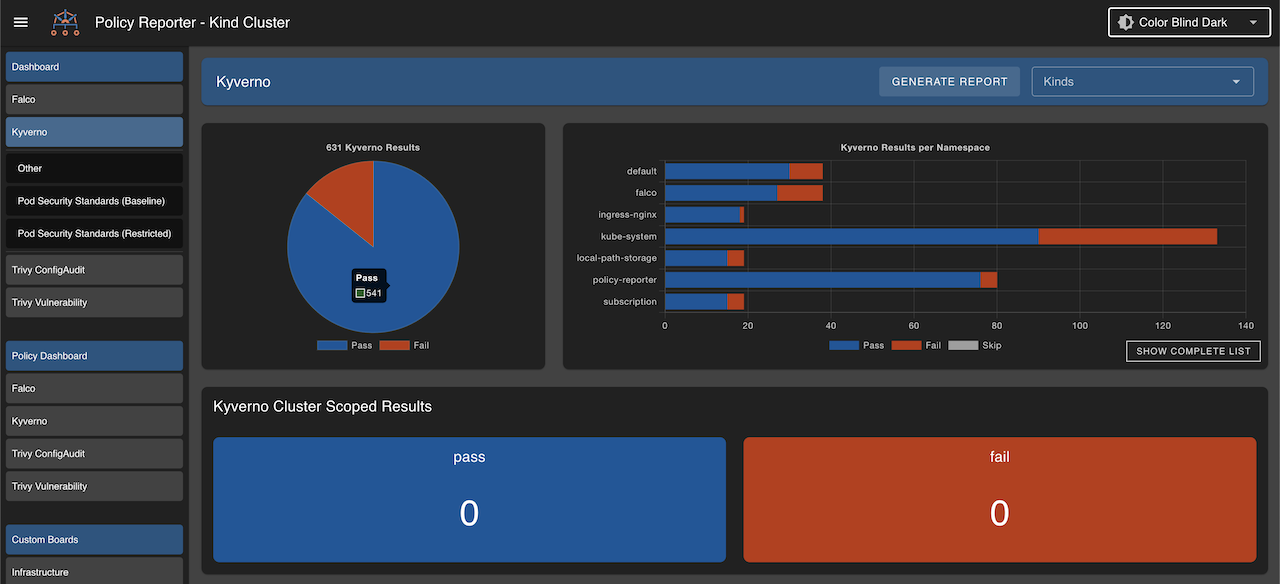 Policy Reporter - Kind Cluster
Color Blind Dark
Dashboard
Falco
Kyverno
Other
Pod Security Standards (Baseline)
Pod Security Standards (Restricted)
Trivy ConfigAudit
Trivy Vulnerability
Policy Dashboard
Falco
Kyverno
Trivy ConfigAudit
Trivy Vulnerability
Custom Boards
Infrastructure
Kyverno
GENERATE REPORT
Kinds
631 Kyverno Results
Pass
541
Pass Fail
Kyverno Results per Namespace
default
falco
ingress-nginx
kube-system
local-path-storage
policy-reporter
subscription
0 20 40 60 80 100 120 140
Pass Fail Skip
SHOW COMPLETE LIST
Kyverno Cluster Scoped Results
pass
0
fail
0